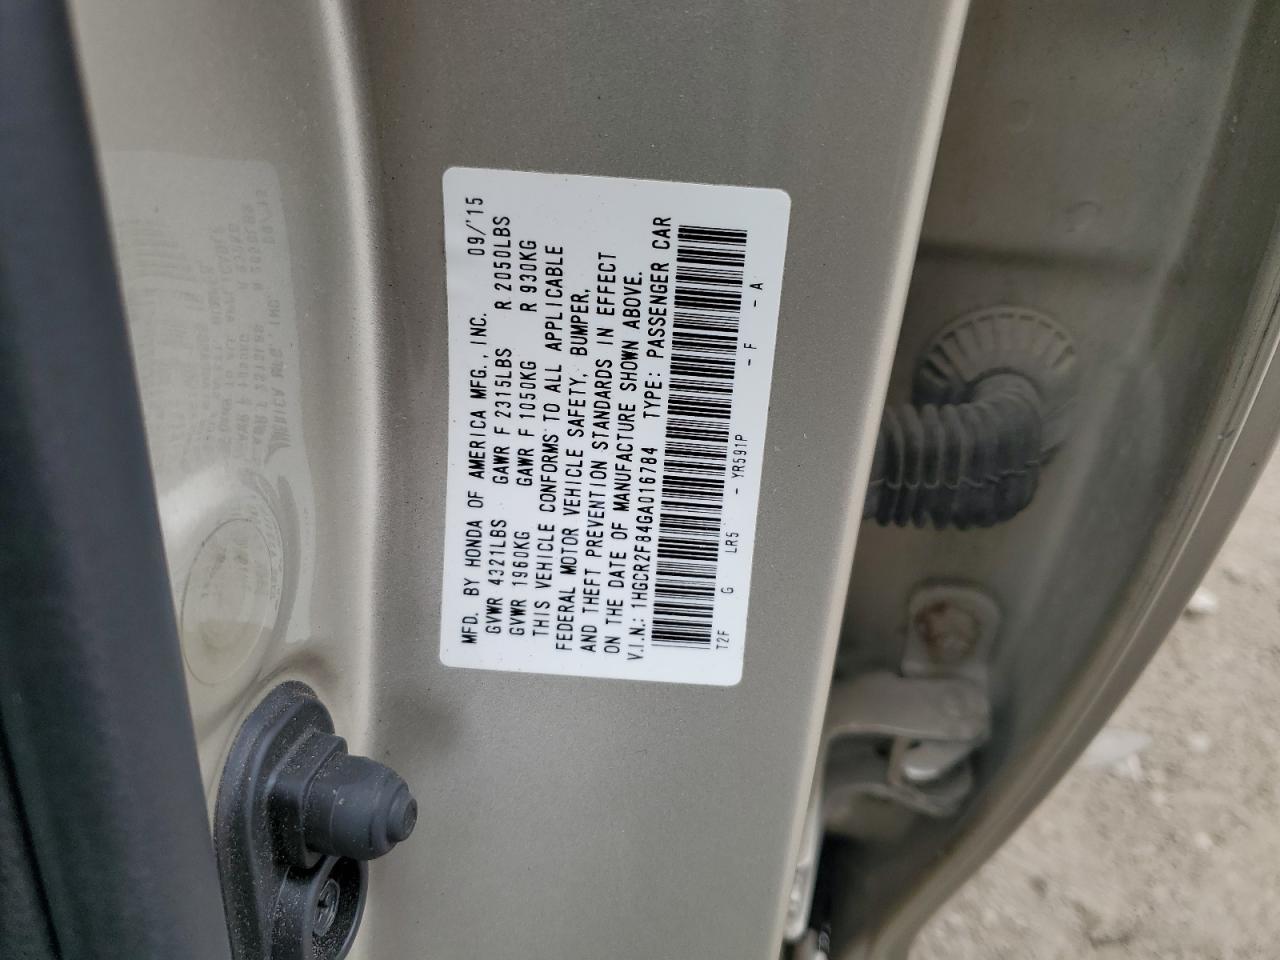 MFD. BY HONDA OF AMERICA MFG., INC. 09/'15
GVWR 4321LBS GAWR F 2315LBS R 2050LBS
GVWR 1960KG GAWR F 1050KG R 930KG
THIS VEHICLE CONFORMS TO ALL APPLICABLE
FEDERAL MOTOR VEHICLE SAFETY, BUMPER,
AND THEFT PREVENTION STANDARDS IN EFFECT
ON THE DATE OF MANUFACTURE SHOWN ABOVE.
V.I.N.: 1HGCR2F84GA016784 TYPE: PASSENGER CAR
T2F G LR5 - YR591P - F - A